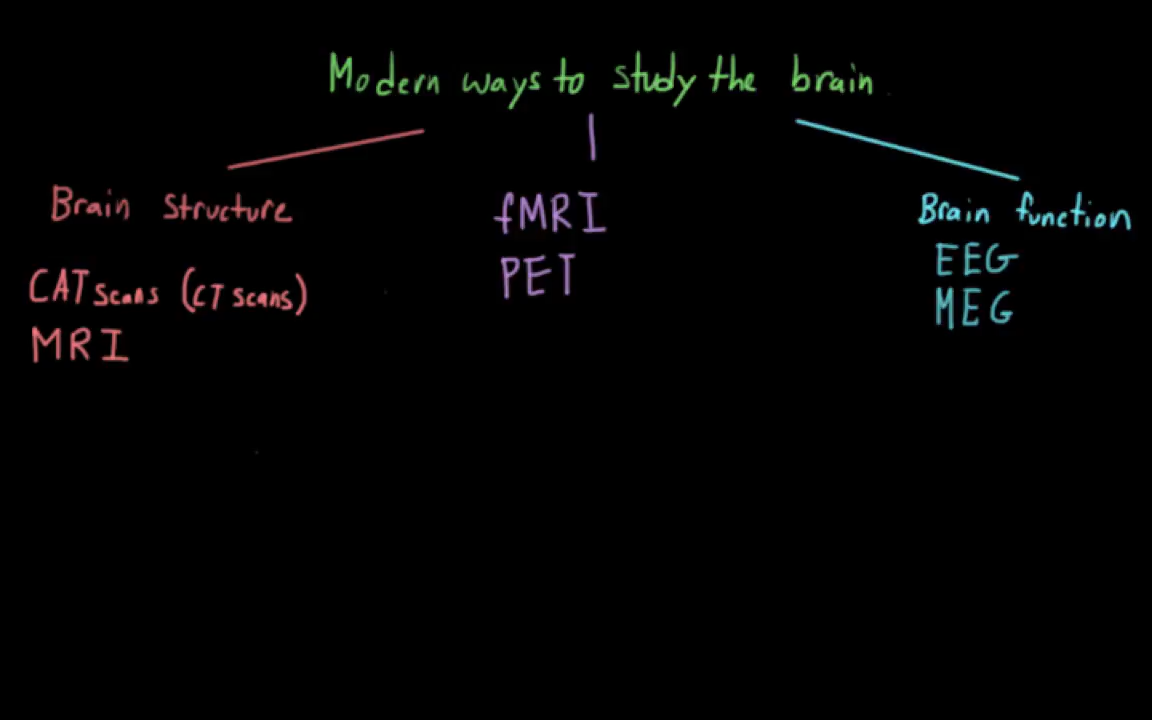 Modern ways to study the brain
Brain Structure
CAT scans (CT scans)
MRI
fMRI
PET
Brain function
EEG
MEG